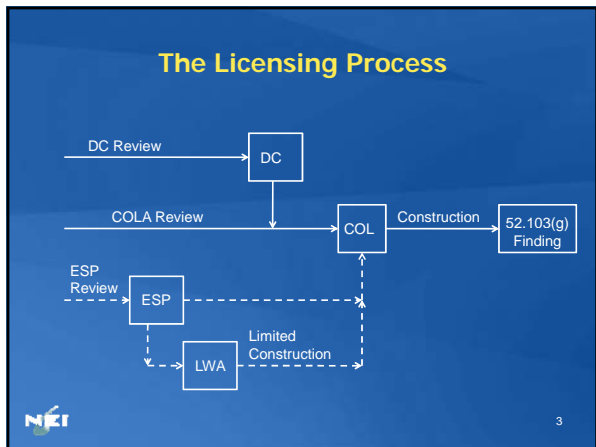 The Licensing Process
DC Review
DC
COLA Review
COL
Construction
52.103(g)
Finding
ESP
Review
ESP
Limited
Construction
LWA
NEI
3